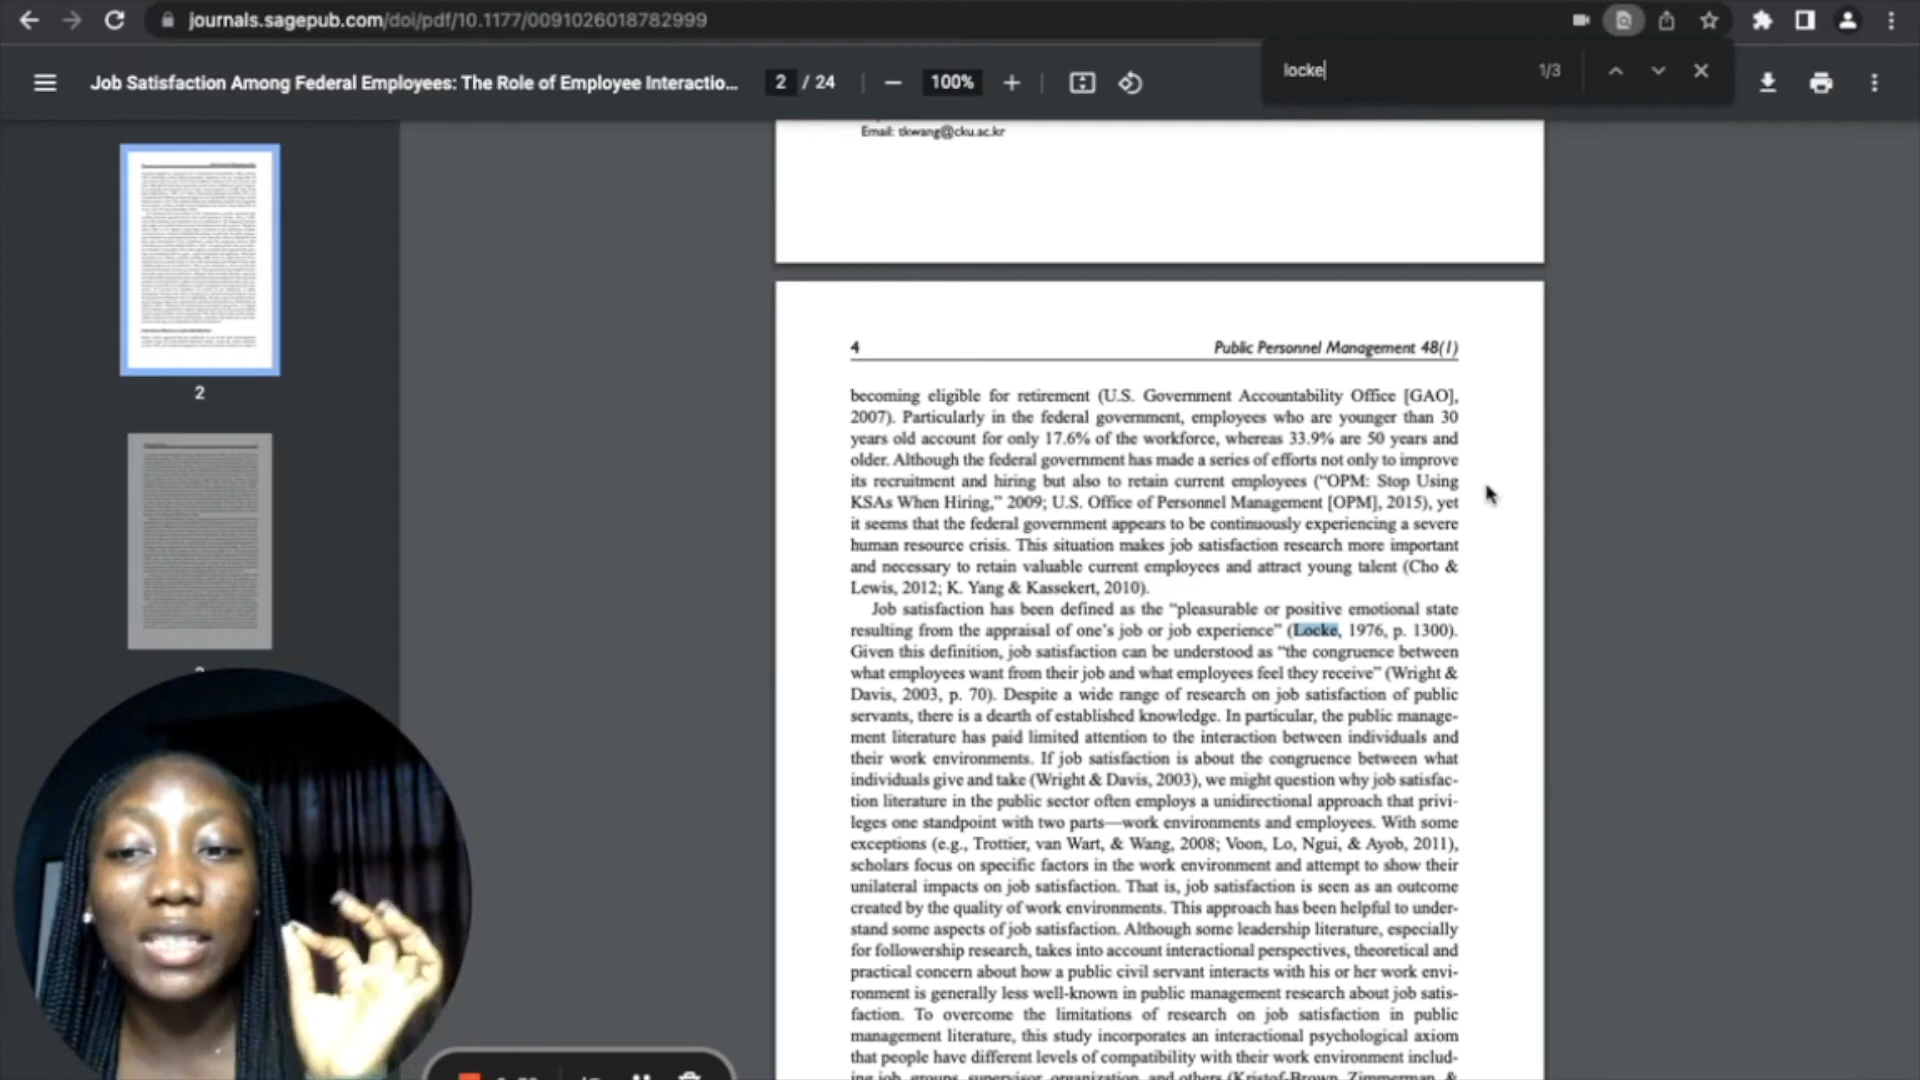 journals.sagepub.com/doi/pdf/10.1177/0091026018782999
Job Satisfaction Among Federal Employees: The Role of Employee Interactio...
2 / 24
100%
locke
1/3
2
Email: tkwang@cku.ac.kr
4 Public Personnel Management 48(1)
becoming eligible for retirement (U.S. Government Accountability Office [GAO],
2007). Particularly in the federal government, employees who are younger than 30
years old account for only 17.6% of the workforce, whereas 33.9% are 50 years and
older. Although the federal government has made a series of efforts not only to improve
its recruitment and hiring but also to retain current employees (“OPM: Stop Using
KSAs When Hiring,” 2009; U.S. Office of Personnel Management [OPM], 2015), yet
it seems that the federal government appears to be continuously experiencing a severe
human resource crisis. This situation makes job satisfaction research more important
and necessary to retain valuable current employees and attract young talent (Cho &
Lewis, 2012; K. Yang & Kassekert, 2010).
Job satisfaction has been defined as the “pleasurable or positive emotional state
resulting from the appraisal of one’s job or job experience” (Locke, 1976, p. 1300).
Given this definition, job satisfaction can be understood as “the congruence between
what employees want from their job and what employees feel they receive” (Wright &
Davis, 2003, p. 70). Despite a wide range of research on job satisfaction of public
servants, there is a dearth of established knowledge. In particular, the public manage-
ment literature has paid limited attention to the interaction between individuals and
their work environments. If job satisfaction is about the congruence between what
individuals give and take (Wright & Davis, 2003), we might question why job satisfac-
tion literature in the public sector often employs a unidirectional approach that privi-
leges one standpoint with two parts—work environments and employees. With some
exceptions (e.g., Trottier, van Wart, & Wang, 2008; Voon, Lo, Ngui, & Ayob, 2011),
scholars focus on specific factors in the work environment and attempt to show their
unilateral impacts on job satisfaction. That is, job satisfaction is seen as an outcome
created by the quality of work environments. This approach has been helpful to under-
stand some aspects of job satisfaction. Although some leadership literature, especially
for followership research, takes into account interactional perspectives, theoretical and
practical concern about how a public civil servant interacts with his or her work envi-
ronment is generally less well-known in public management research about job satis-
faction. To overcome the limitations of research on job satisfaction in public
management literature, this study incorporates an interactional psychological axiom
that people have different levels of compatibility with their work environment includ-
ing job, groups, supervisor, organization, and others (Kristof-Brown, Zimmerman, &